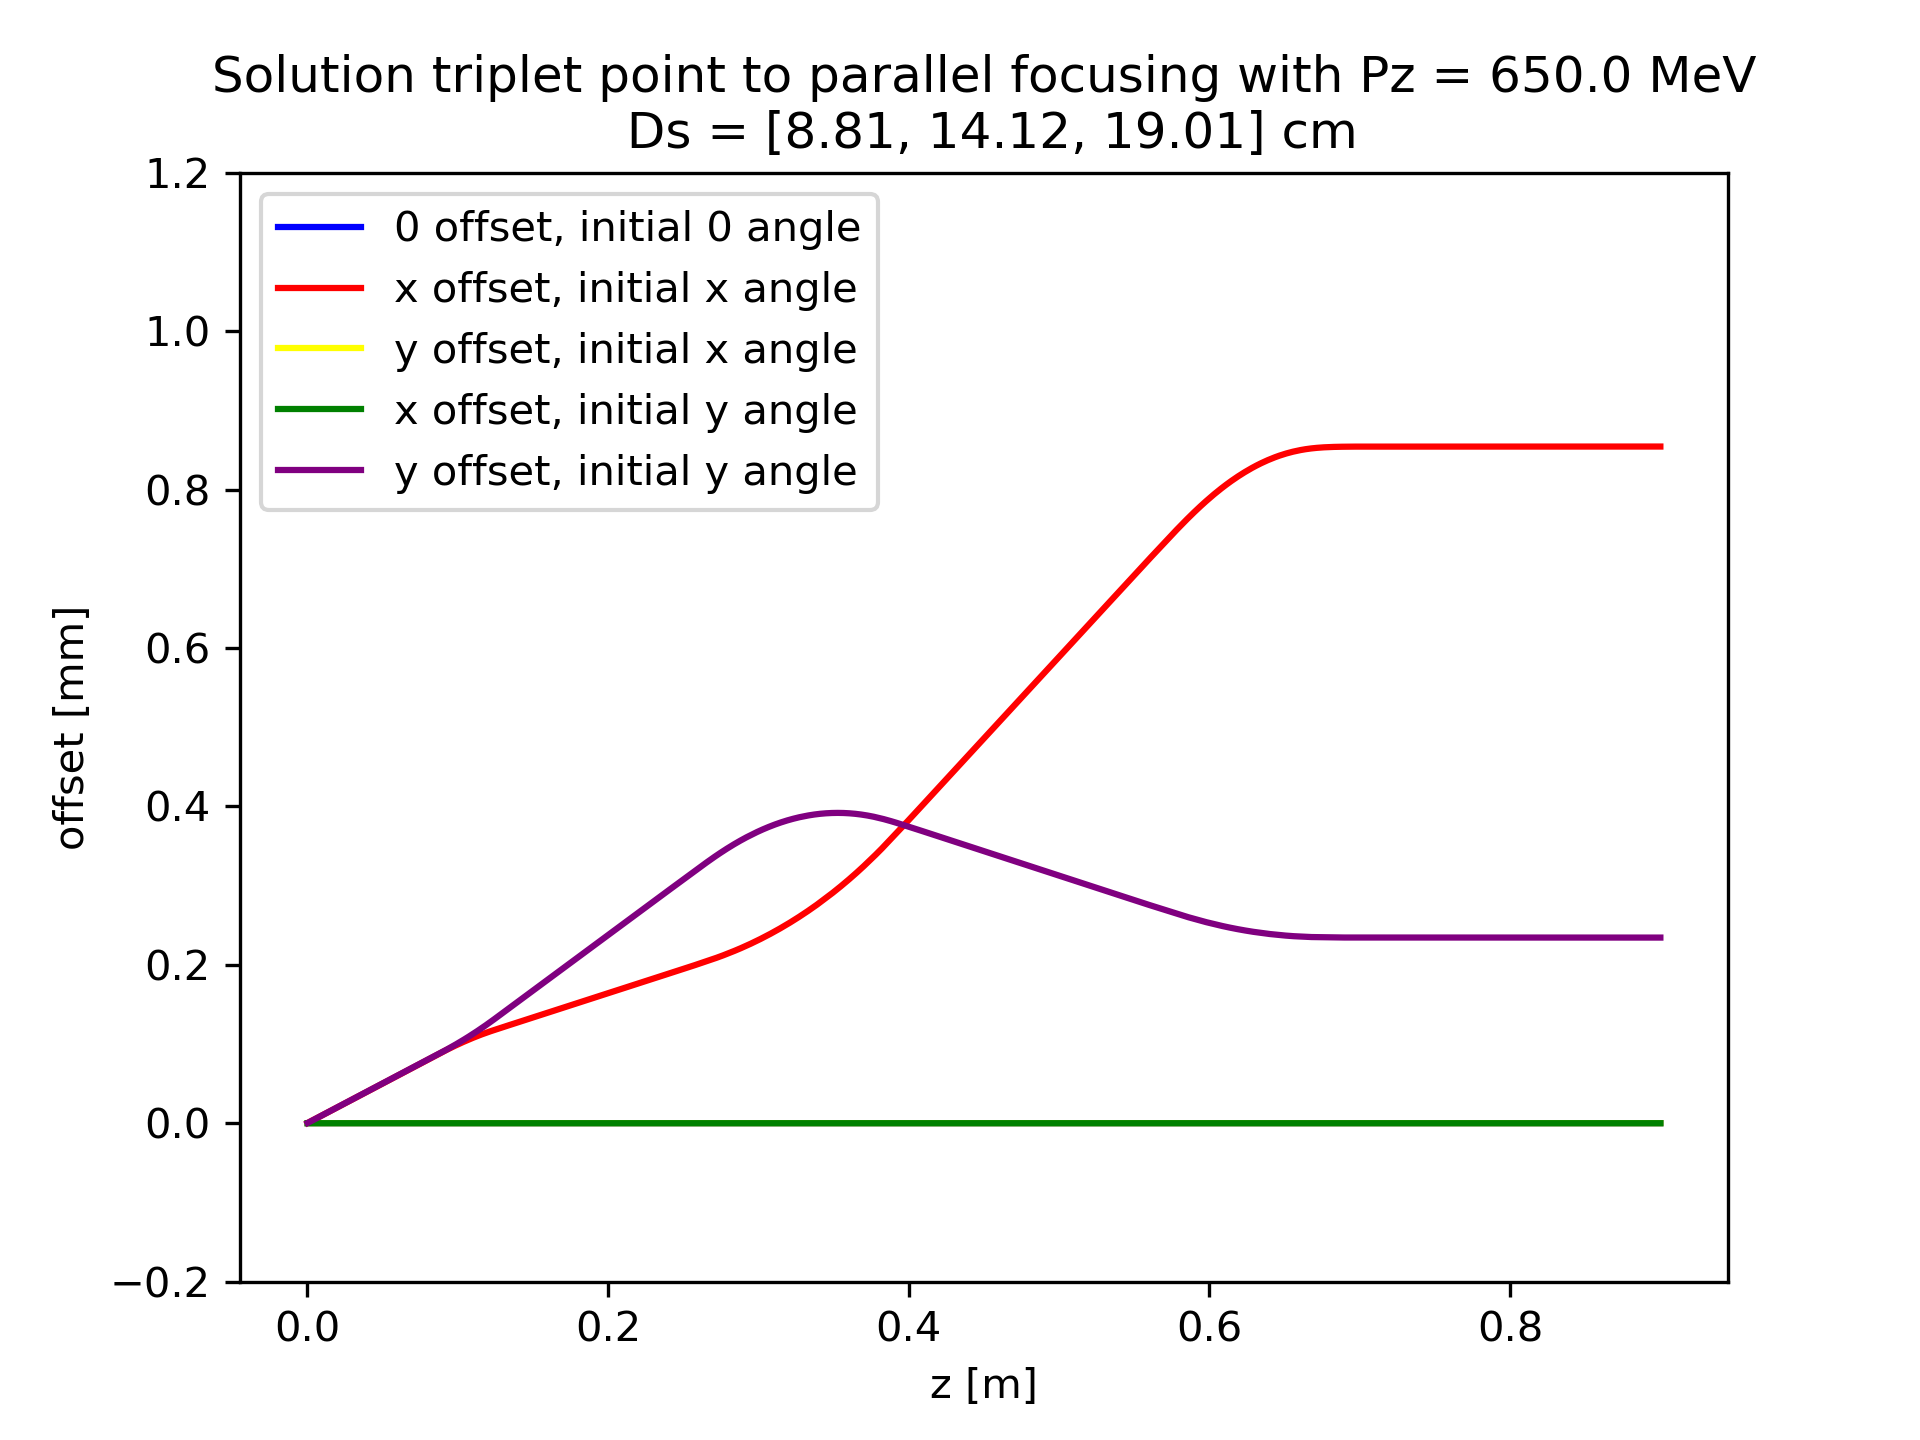 Solution triplet point to parallel focusing with Pz = 650.0 MeV
Ds = [8.81, 14.12, 19.01] cm
0 offset, initial 0 angle
x offset, initial x angle
y offset, initial x angle
x offset, initial y angle
y offset, initial y angle
1.2
1.0
0.8
0.6
0.4
0.2
0.0
−0.2
offset [mm]
0.0 0.2 0.4 0.6 0.8
z [m]